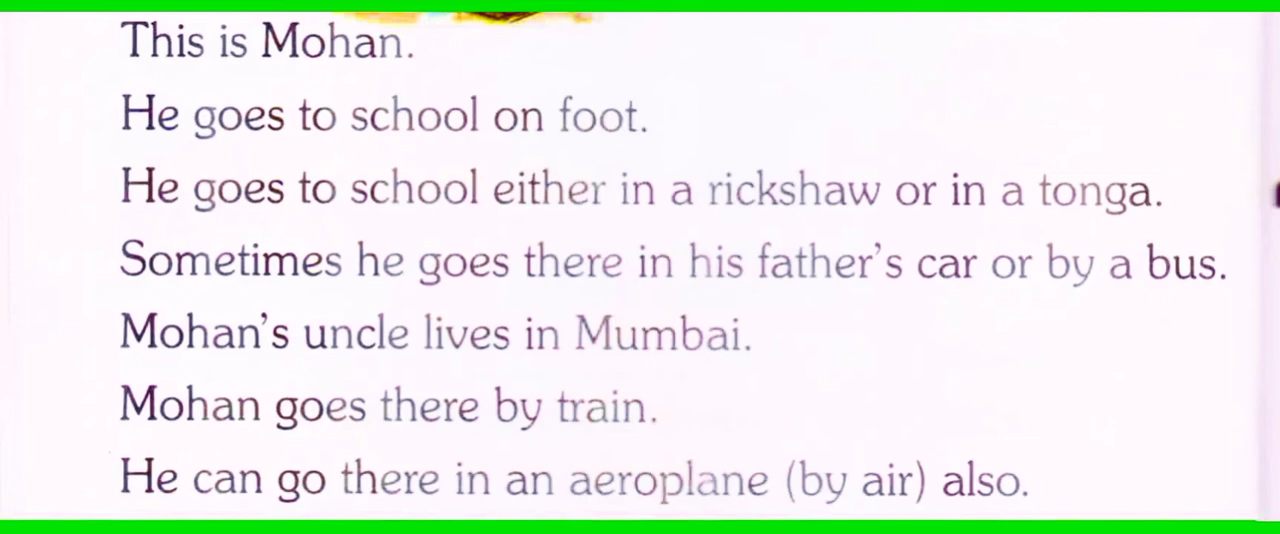 This is Mohan.
He goes to school on foot.
He goes to school either in a rickshaw or in a tonga.
Sometimes he goes there in his father's car or by a bus.
Mohan's uncle lives in Mumbai.
Mohan goes there by train.
He can go there in an aeroplane (by air) also.